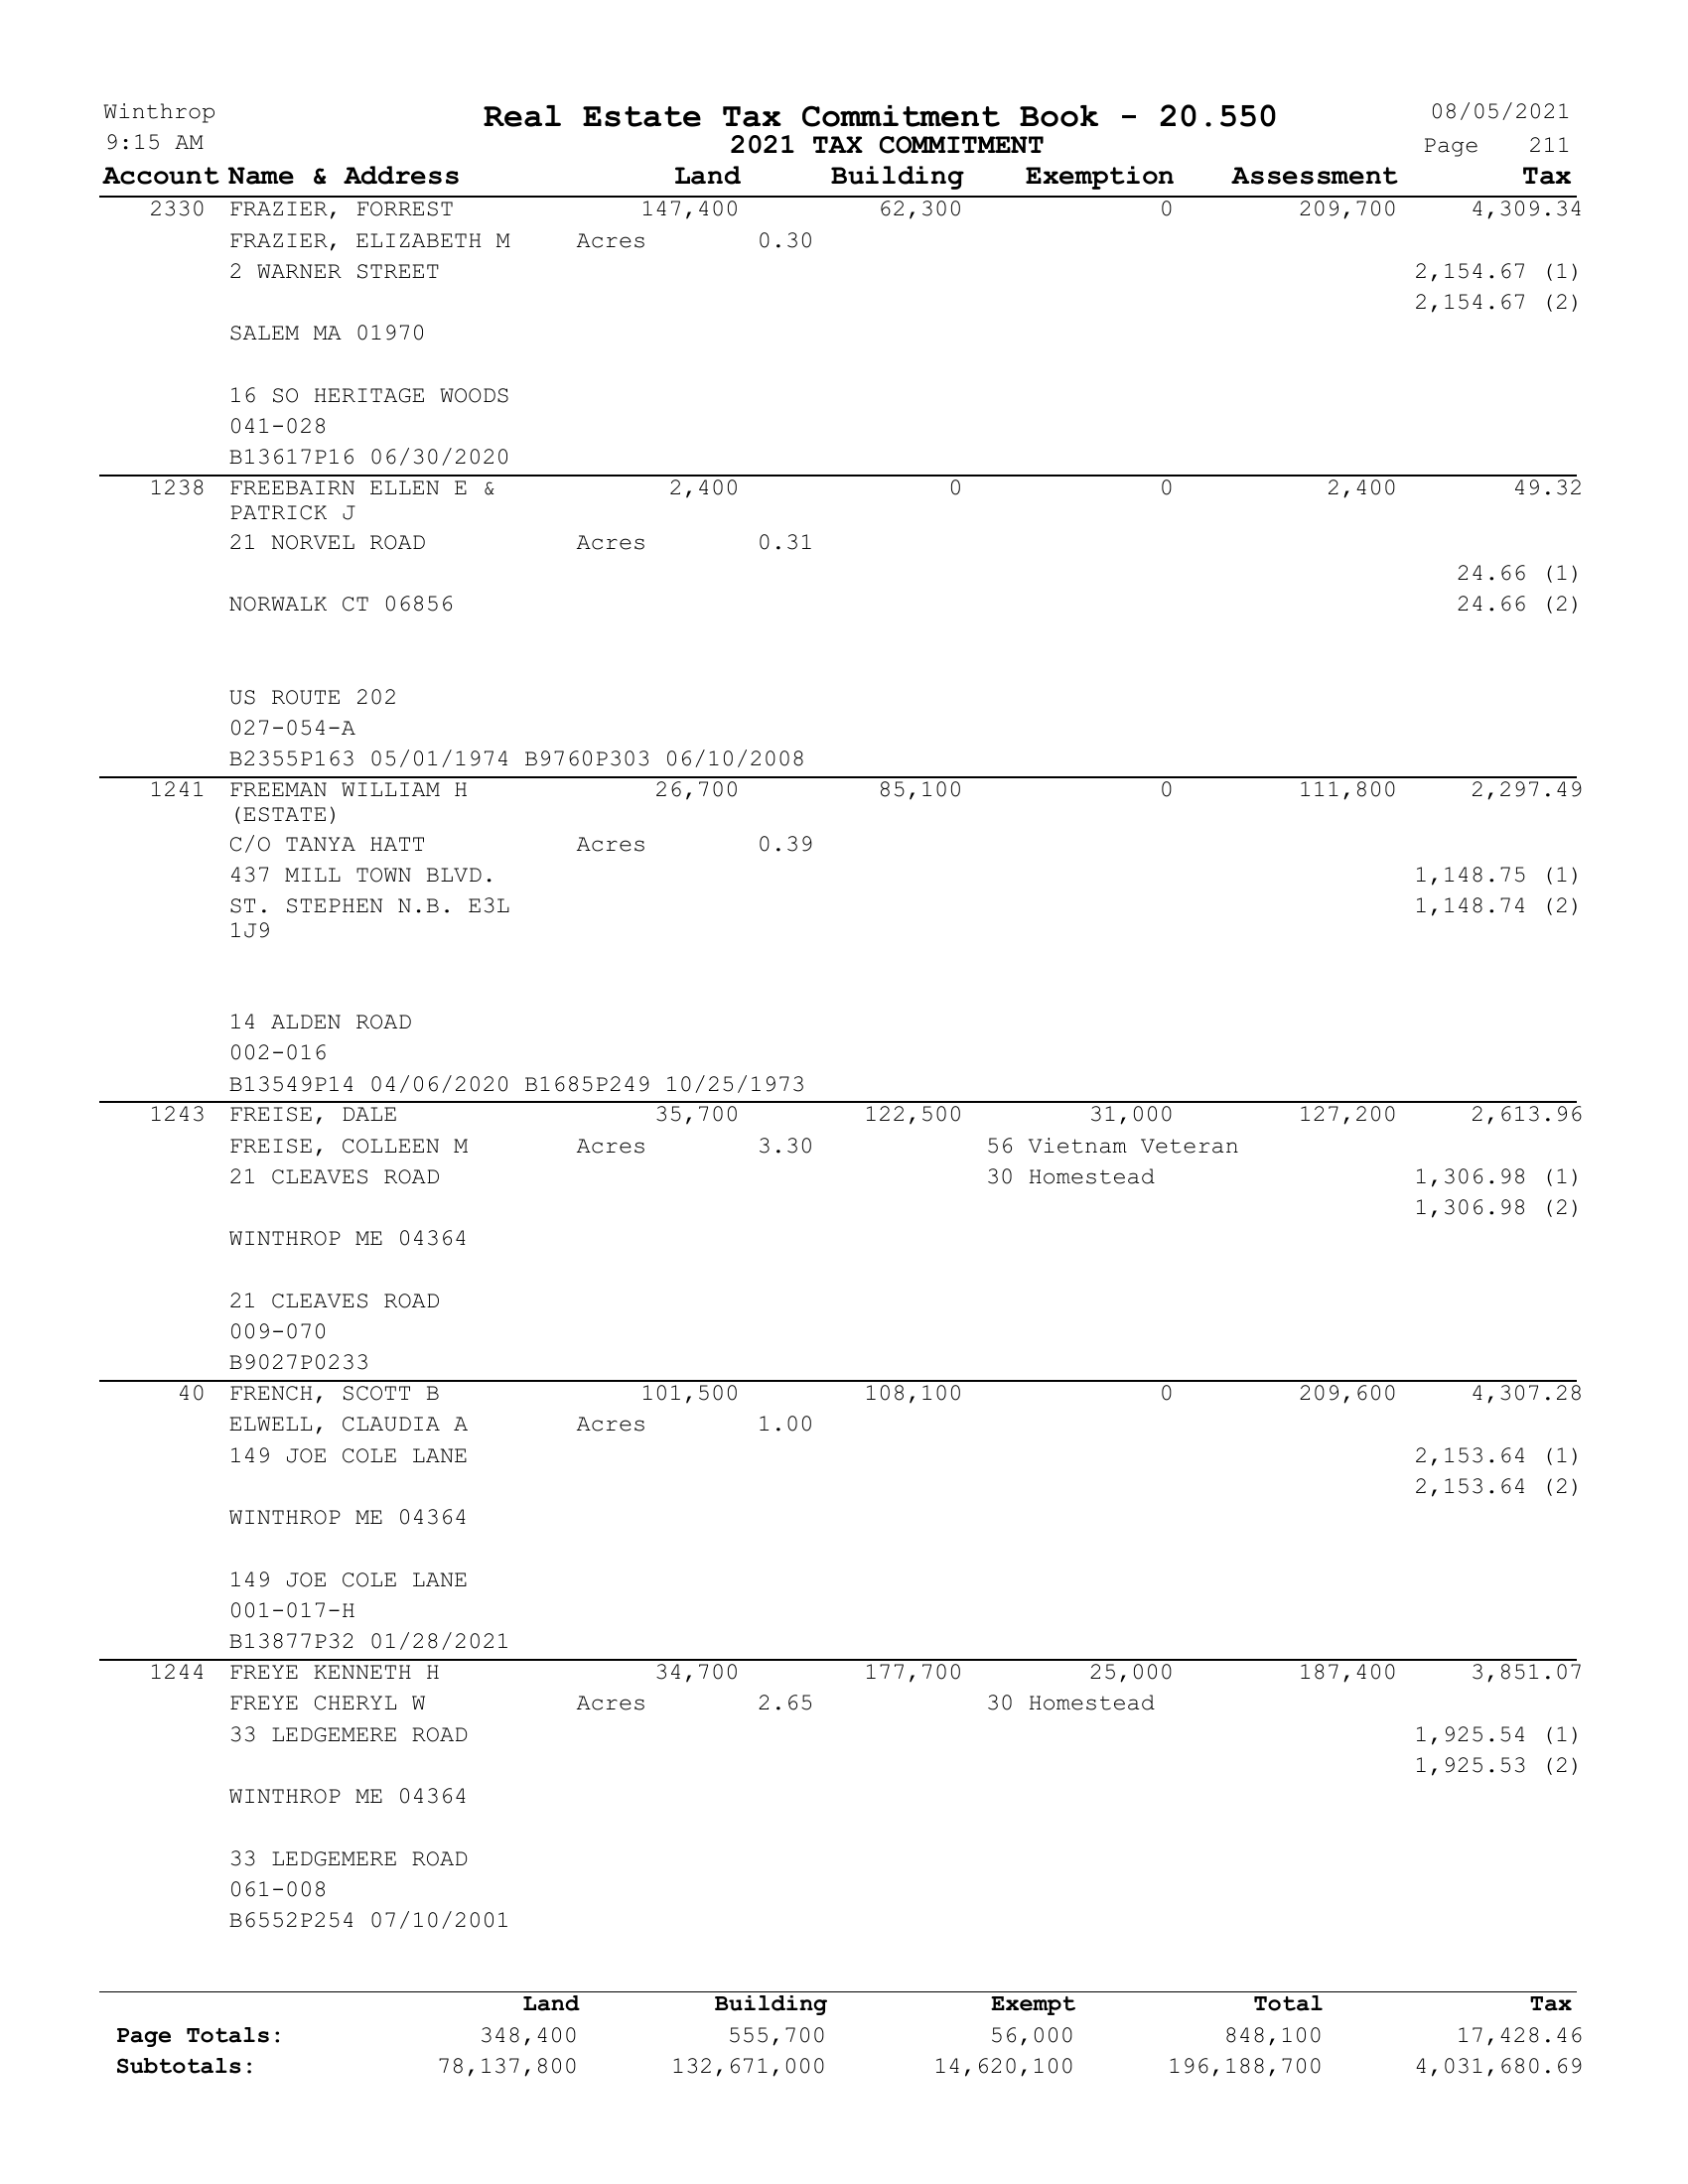 Winthrop Real Estate Tax Commitment Book - 20.550 08/05/2021
9:15 AM 2021 TAX COMMITMENT Page 211
Account Name & Address Land Building Exemption Assessment Tax
2330 FRAZIER, FORREST 147,400 62,300 0 209,700 4,309.34
FRAZIER, ELIZABETH M Acres 0.30
2 WARNER STREET 2,154.67 (1)
2,154.67 (2)
SALEM MA 01970
16 SO HERITAGE WOODS
041-028
B13617P16 06/30/2020
1238 FREEBAIRN ELLEN E & 2,400 0 0 2,400 49.32
PATRICK J
21 NORVEL ROAD Acres 0.31
24.66 (1)
NORWALK CT 06856 24.66 (2)
US ROUTE 202
027-054-A
B2355P163 05/01/1974 B9760P303 06/10/2008
1241 FREEMAN WILLIAM H 26,700 85,100 0 111,800 2,297.49
(ESTATE)
C/O TANYA HATT Acres 0.39
437 MILL TOWN BLVD. 1,148.75 (1)
ST. STEPHEN N.B. E3L 1,148.74 (2)
1J9
14 ALDEN ROAD
002-016
B13549P14 04/06/2020 B1685P249 10/25/1973
1243 FREISE, DALE 35,700 122,500 31,000 127,200 2,613.96
FREISE, COLLEEN M Acres 3.30 56 Vietnam Veteran
21 CLEAVES ROAD 30 Homestead 1,306.98 (1)
1,306.98 (2)
WINTHROP ME 04364
21 CLEAVES ROAD
009-070
B9027P0233
40 FRENCH, SCOTT B 101,500 108,100 0 209,600 4,307.28
ELWELL, CLAUDIA A Acres 1.00
149 JOE COLE LANE 2,153.64 (1)
2,153.64 (2)
WINTHROP ME 04364
149 JOE COLE LANE
001-017-H
B13877P32 01/28/2021
1244 FREYE KENNETH H 34,700 177,700 25,000 187,400 3,851.07
FREYE CHERYL W Acres 2.65 30 Homestead
33 LEDGEMERE ROAD 1,925.54 (1)
1,925.53 (2)
WINTHROP ME 04364
33 LEDGEMERE ROAD
061-008
B6552P254 07/10/2001
Land Building Exempt Total Tax
Page Totals: 348,400 555,700 56,000 848,100 17,428.46
Subtotals: 78,137,800 132,671,000 14,620,100 196,188,700 4,031,680.69